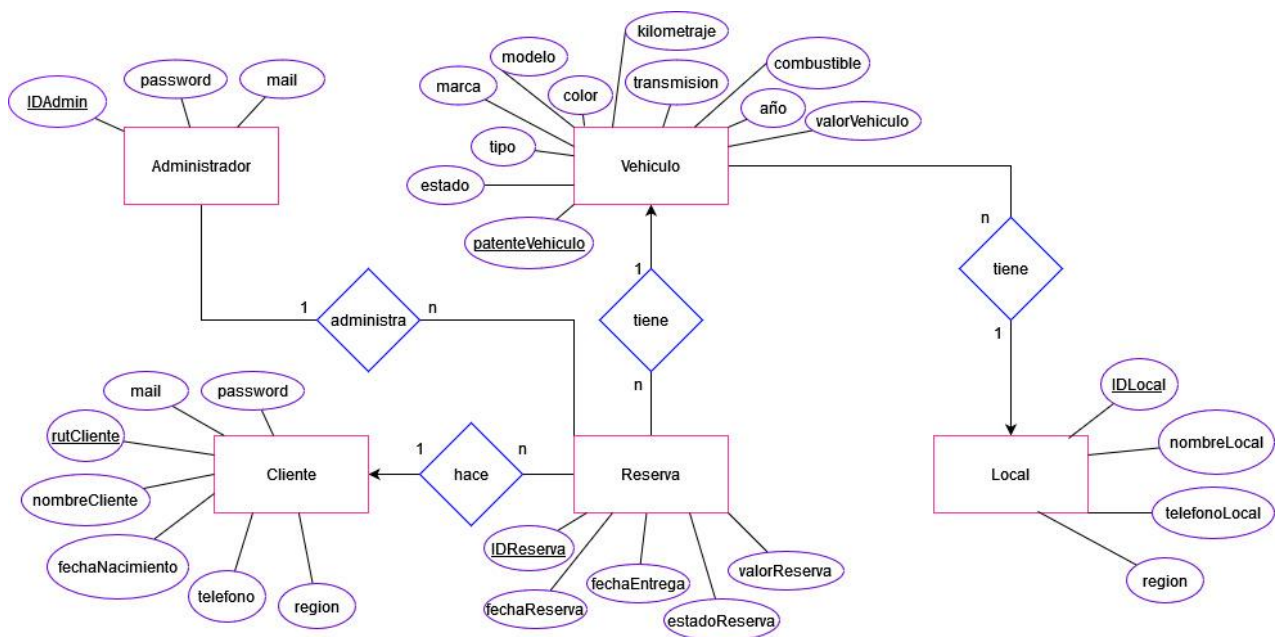 kilometraje
modelo
combustible
password
mail
transmision
marca
color
IDAdmin
año
valorVehiculo
tipo
Administrador
Vehiculo
estado
n
patenteVehiculo
1
tiene
1
administra
n
tiene
1
n
mail
password
IDLocal
rutCliente
nombreLocal
1
n
Cliente
hace
Reserva
Local
nombreCliente
telefonoLocal
IDReserva
fechaNacimiento
valorReserva
fechaEntrega
region
telefono
region
fechaReserva
estadoReserva